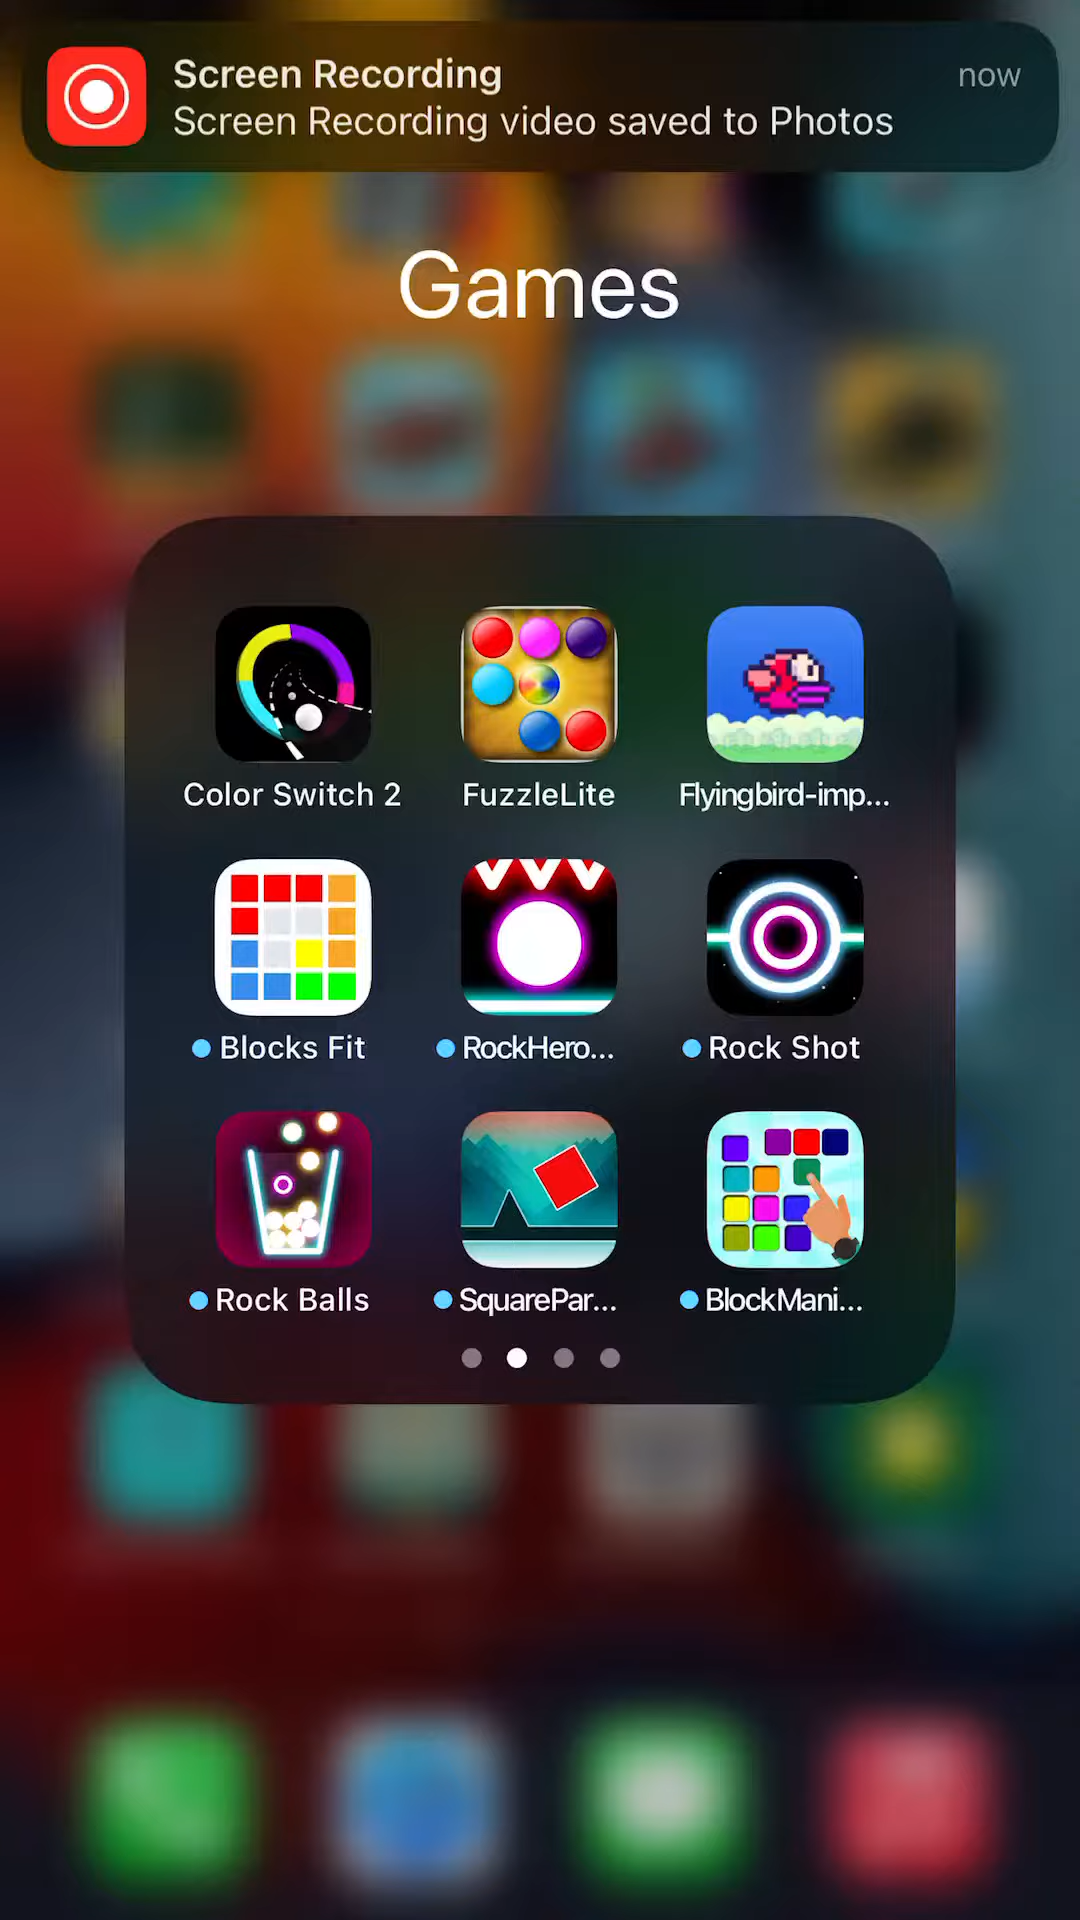 Screen Recording
now
Screen Recording video saved to Photos
Games
Color Switch 2
FuzzleLite
Flyingbird-imp...
Blocks Fit
RockHero...
Rock Shot
Rock Balls
SquarePar...
BlockMani...